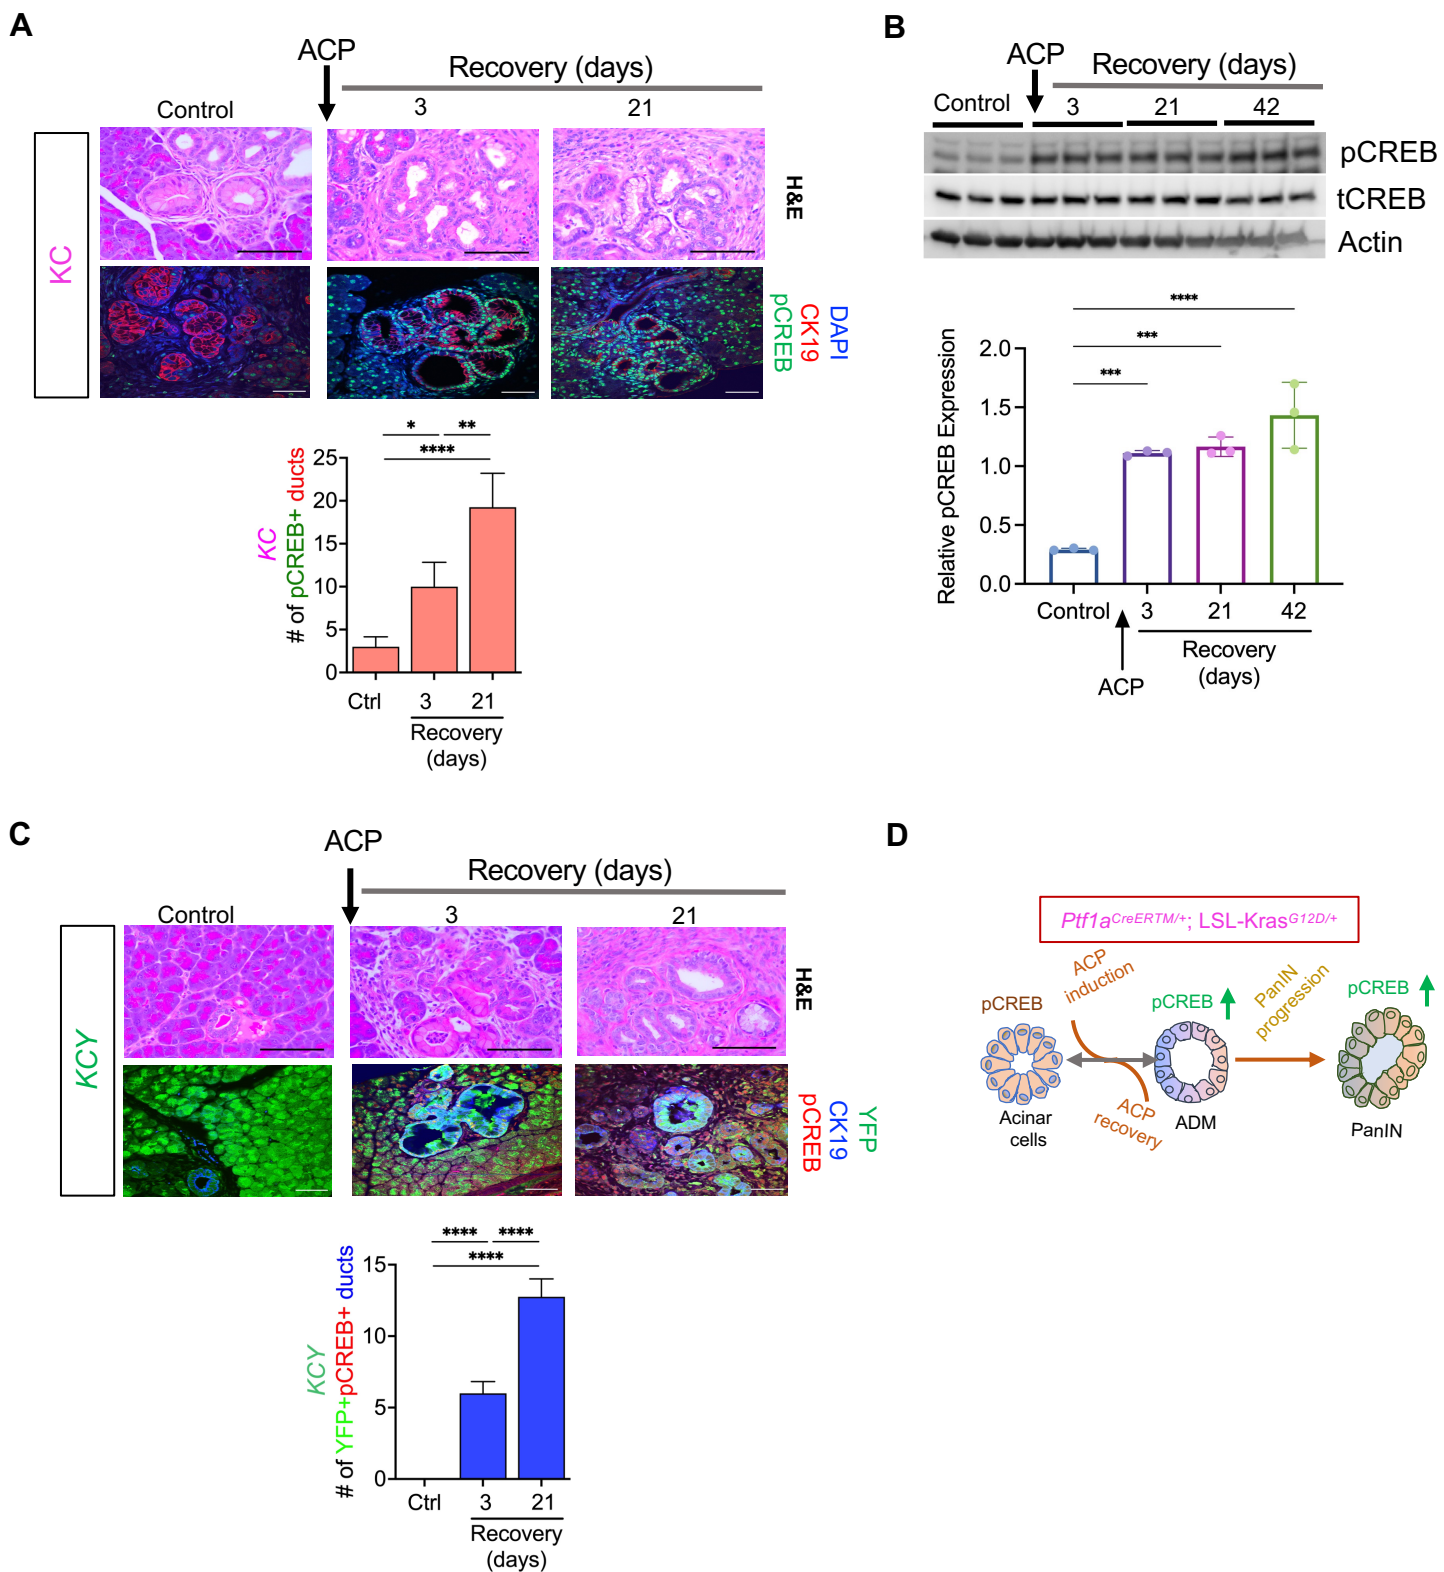 A
ACP
Recovery (days)
Control
3
21
KC
H&E
DAPI
CK19
pCREB
*
**
****
25
20
15
10
5
0
KC
# of pCREB+ ducts
Ctrl
3
21
Recovery
(days)
B
ACP
Recovery (days)
Control
3
21
42
pCREB
tCREB
Actin
****
***
***
2.0
1.5
1.0
0.5
0.0
Relative pCREB Expression
Control
3
21
42
Recovery
(days)
ACP
C
ACP
Recovery (days)
Control
3
21
KCY
H&E
YFP
CK19
pCREB
****
****
****
15
10
5
0
KCY
# of YFP+pCREB+ ducts
Ctrl
3
21
Recovery
(days)
D
Ptf1aCreERTM/+; LSL-KrasG12D/+
ACP
induction
PanIN
progression
pCREB
pCREB
pCREB
ACP
recovery
Acinar
cells
ADM
PanIN